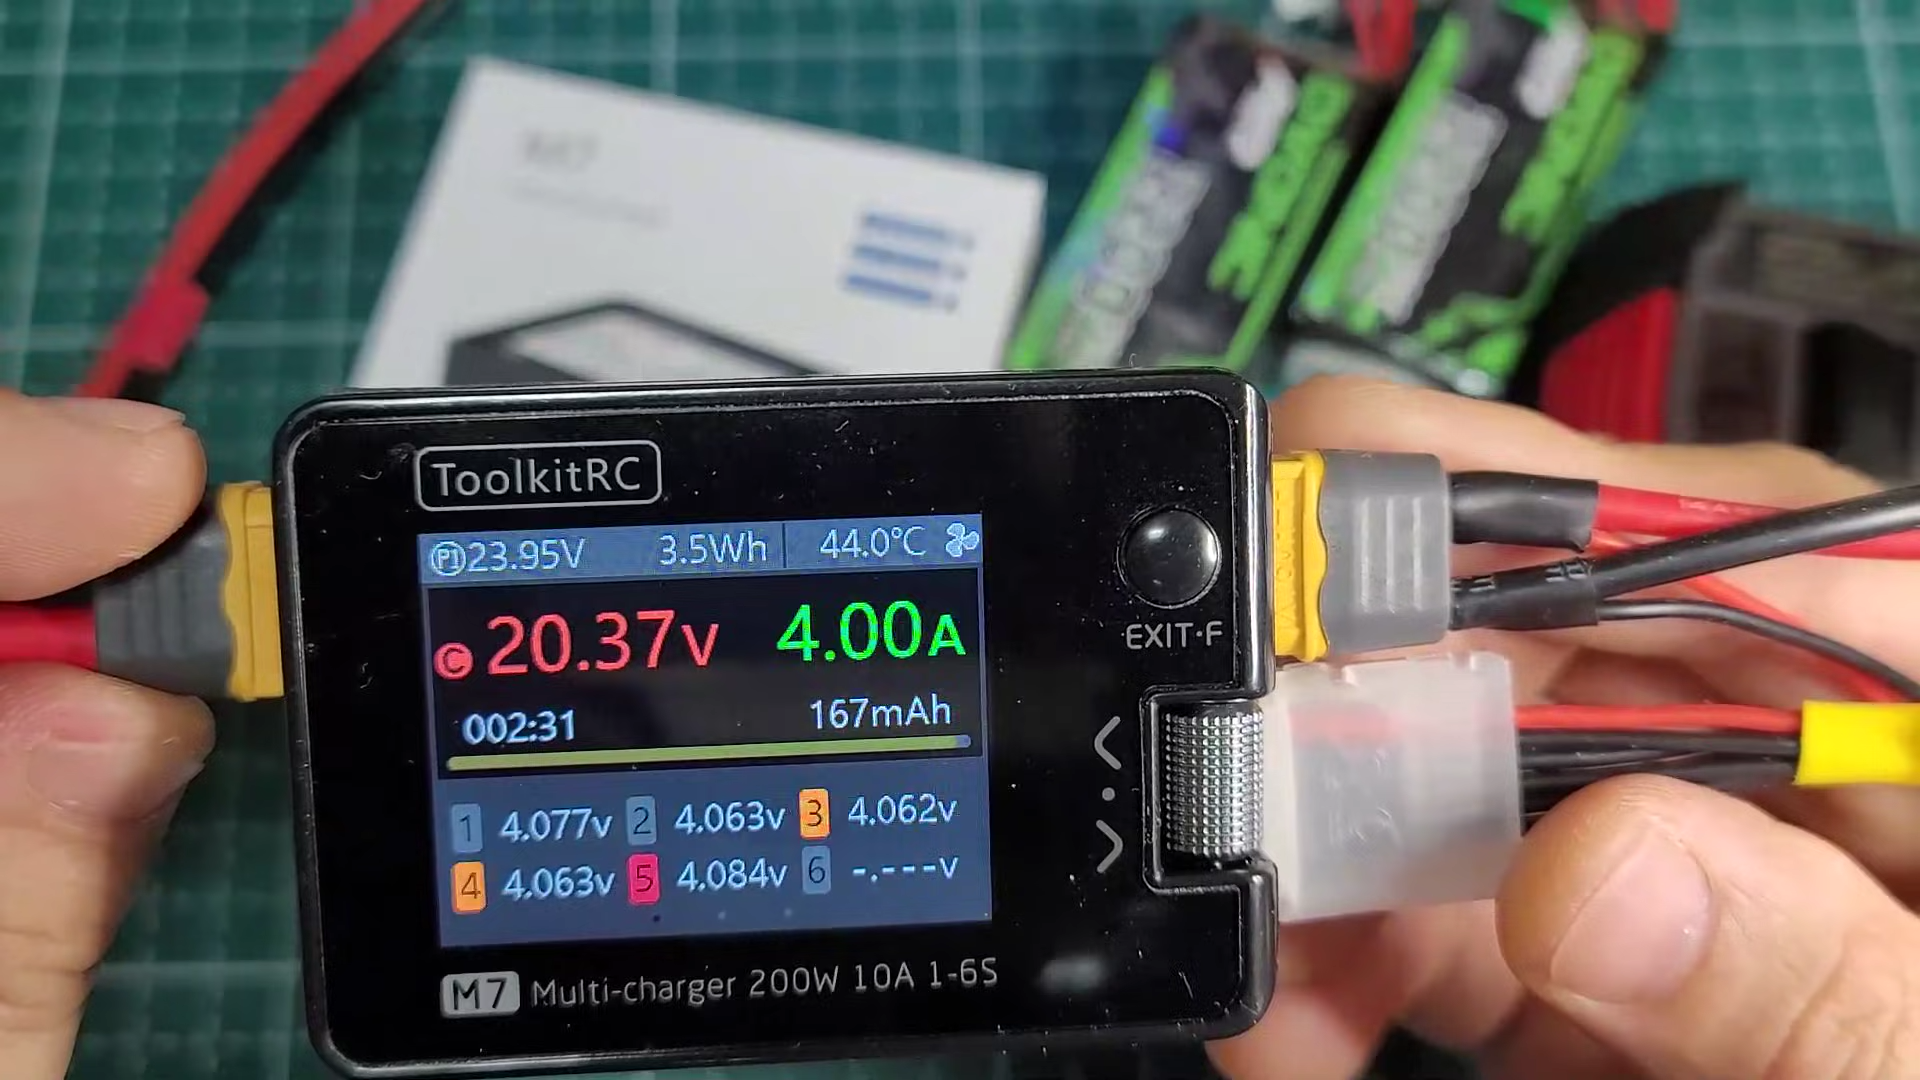 M7
ToolkitRC
P1 23.95V 3.5Wh 44.0°C
C 20.37V 4.00A
002:31 167mAh
1 4.077v 2 4.063v 3 4.062v
4 4.063v 5 4.084v 6 -.---v
EXIT·F
M7 Multi-charger 200W 10A 1-6S